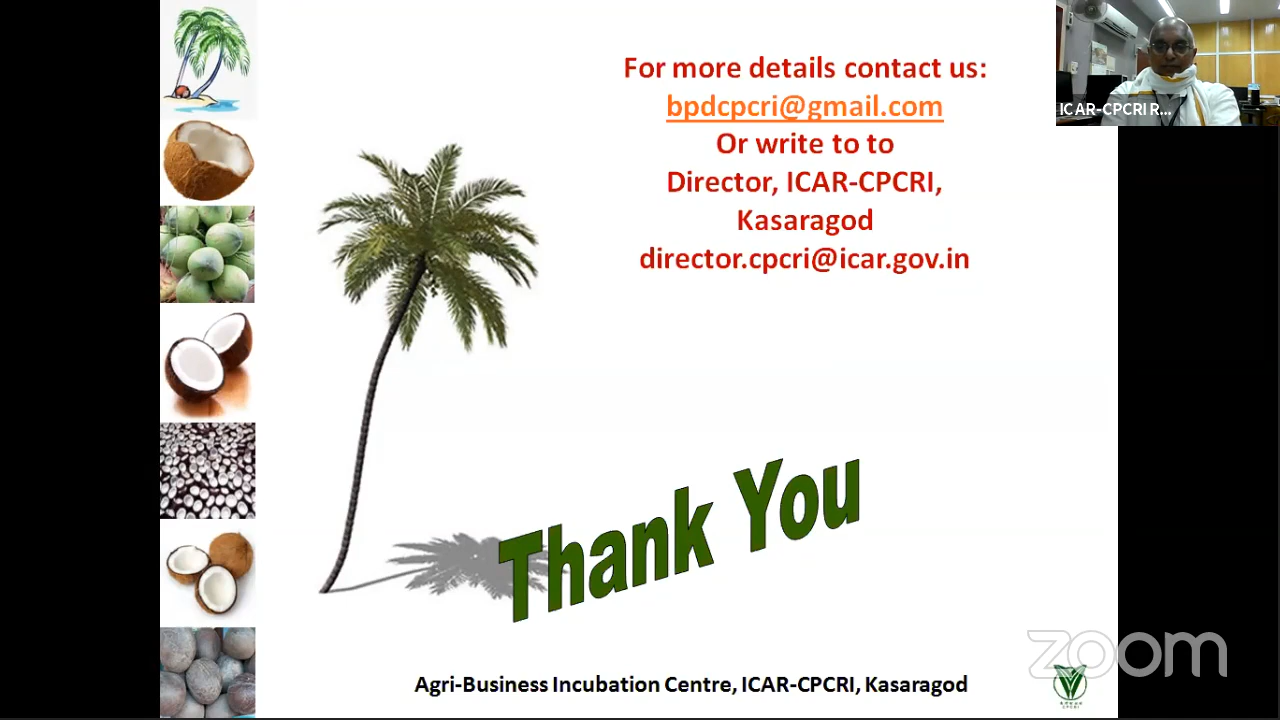 For more details contact us:
bpdcpcri@gmail.com
Or write to to
Director, ICAR-CPCRI,
Kasaragod
director.cpcri@icar.gov.in
ICAR-CPCRI R...
Thank You
Agri-Business Incubation Centre, ICAR-CPCRI, Kasaragod
zoom
CPCRI